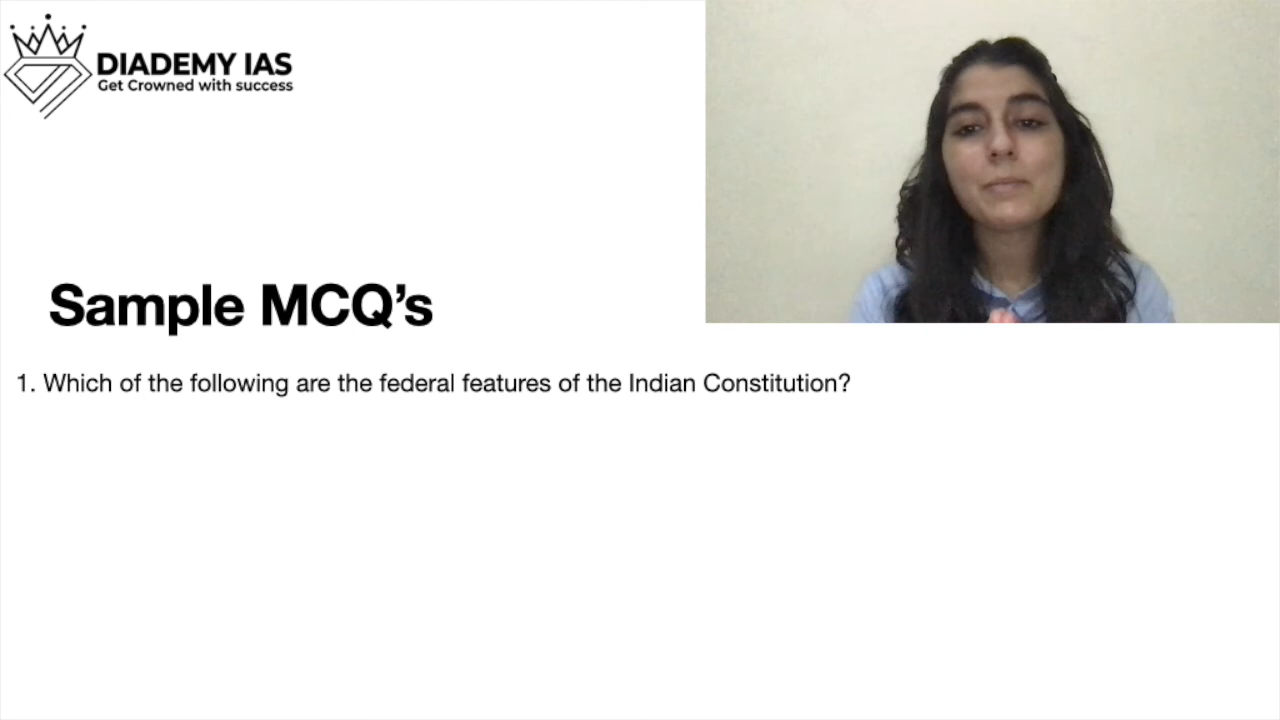 DIADEMY IAS
Get Crowned with success
Sample MCQ’s
1. Which of the following are the federal features of the Indian Constitution?